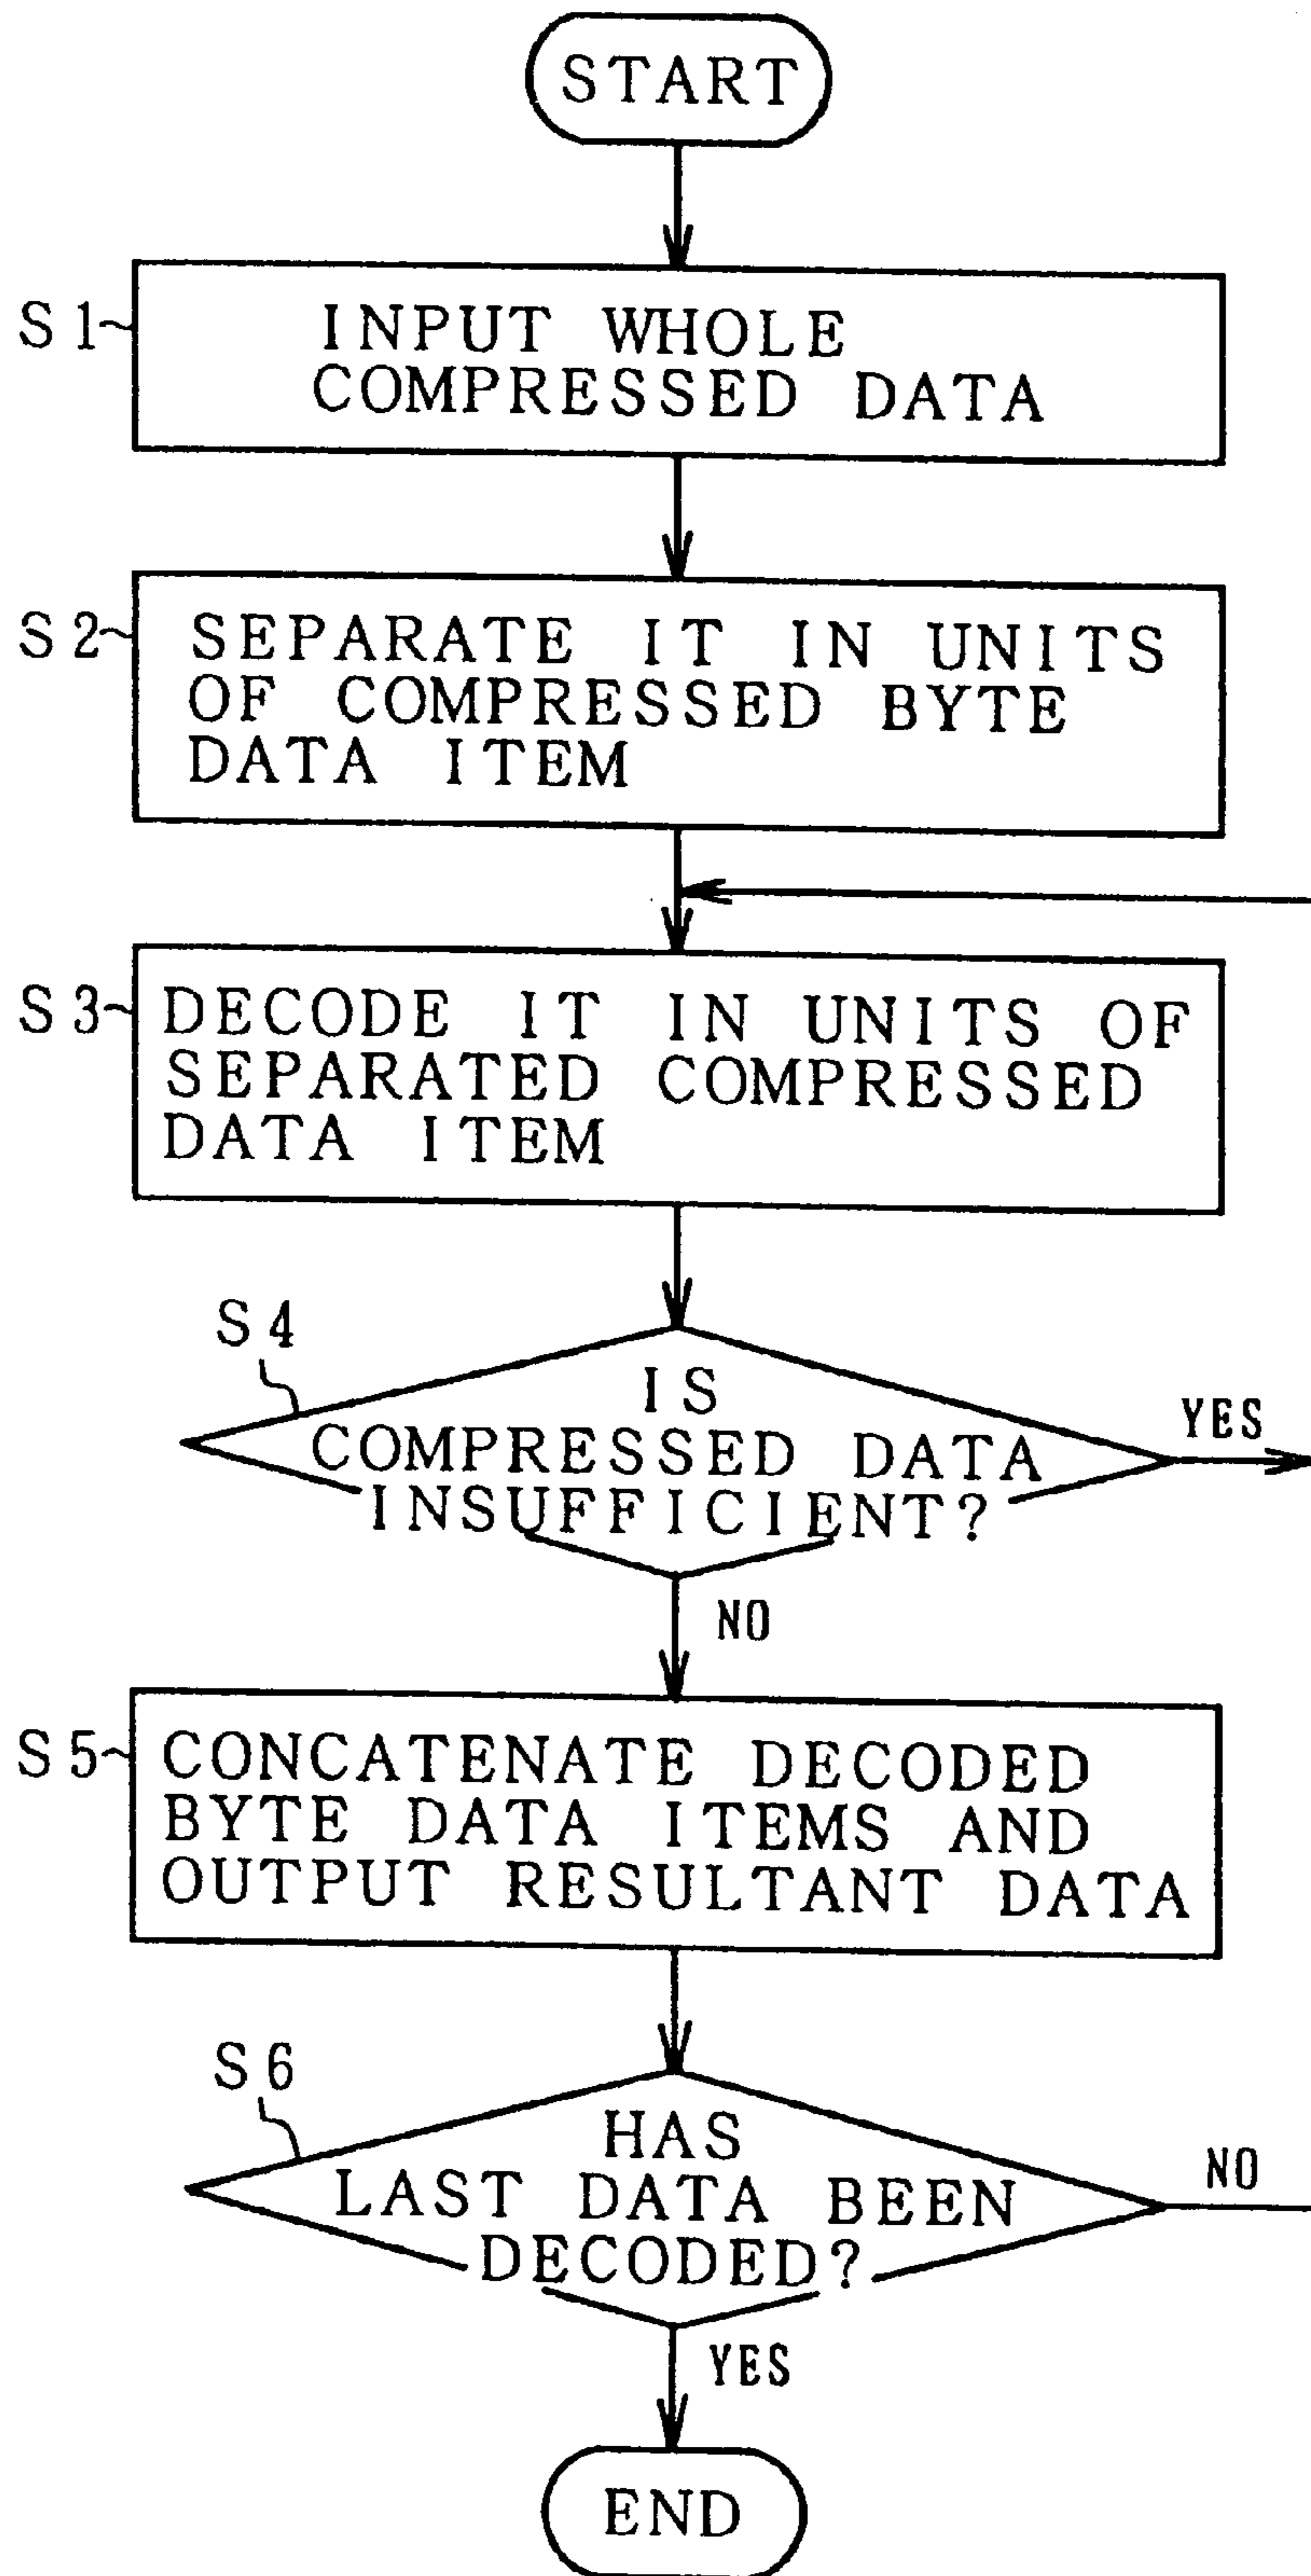 START
S1
INPUT WHOLE
COMPRESSED DATA
S2
SEPARATE IT IN UNITS
OF COMPRESSED BYTE
DATA ITEM
S3
DECODE IT IN UNITS OF
SEPARATED COMPRESSED
DATA ITEM
S4
IS
COMPRESSED DATA
INSUFFICIENT?
YES
NO
S5
CONCATENATE DECODED
BYTE DATA ITEMS AND
OUTPUT RESULTANT DATA
S6
HAS
LAST DATA BEEN
DECODED?
NO
YES
END